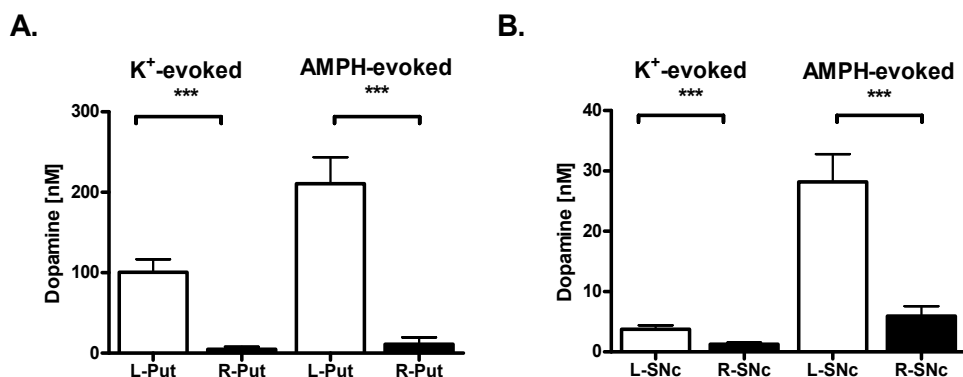 A.
K⁺-evoked AMPH-evoked
*** ***
300
200
100
0
Dopamine [nM]
L-Put R-Put L-Put R-Put
B.
K⁺-evoked AMPH-evoked
*** ***
40
30
20
10
0
Dopamine [nM]
L-SNc R-SNc L-SNc R-SNc